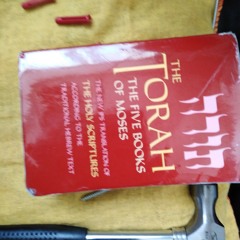 תורה
THE
TORAH
THE FIVE BOOKS
OF MOSES
THE NEW JPS TRANSLATION OF
THE HOLY SCRIPTURES
ACCORDING TO THE
TRADITIONAL HEBREW TEXT